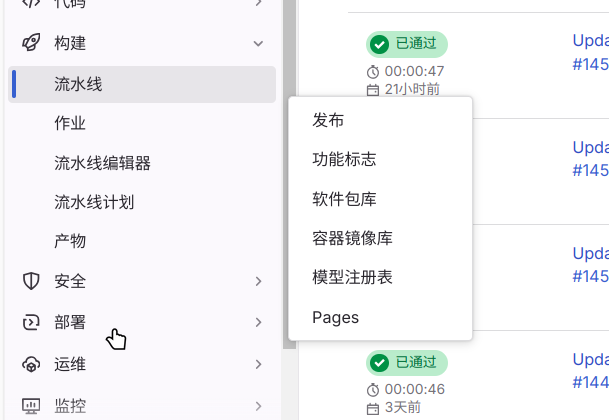 代码
构建
流水线
作业
流水线编辑器
流水线计划
产物
安全
部署
运维
监控
发布
功能标志
软件包库
容器镜像库
模型注册表
Pages
已通过
00:00:47
21小时前
Upda
#145
Upda
#145
Upda
#145
已通过
00:00:46
3天前
Upda
#144